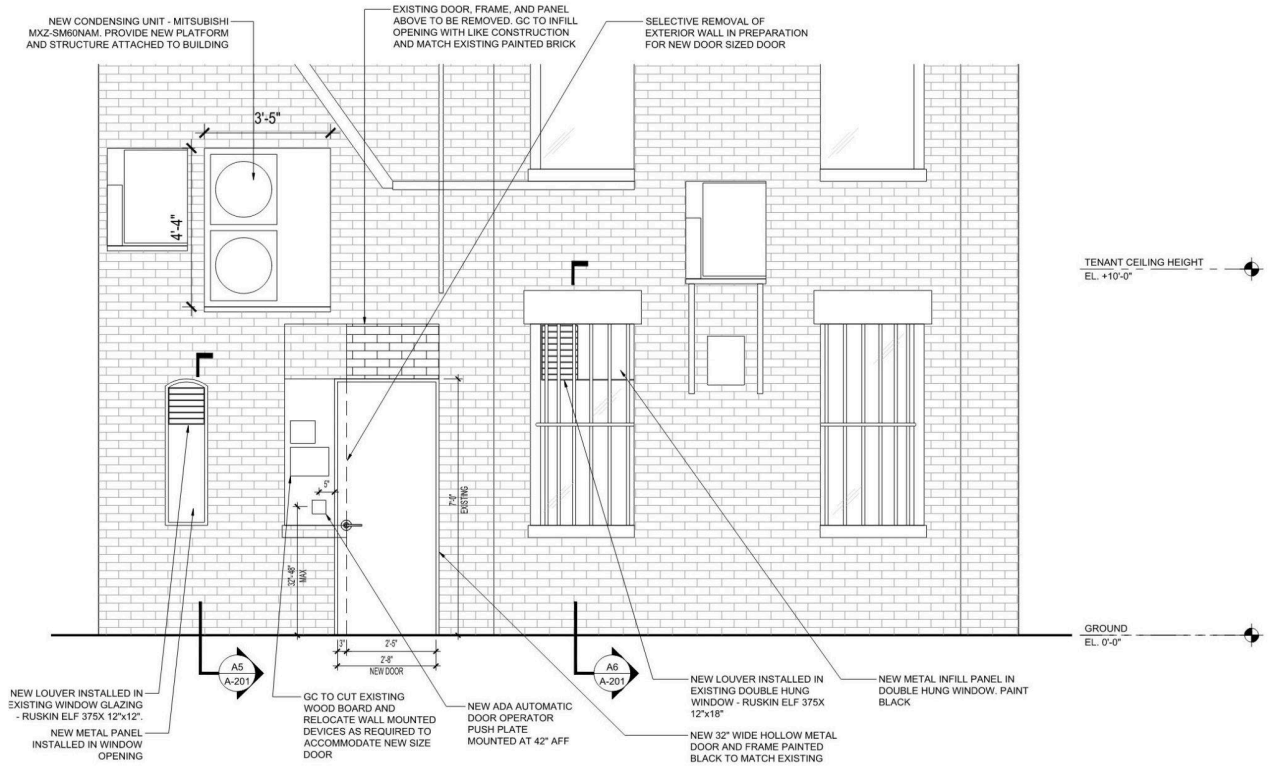 NEW CONDENSING UNIT - MITSUBISHI
MXZ-SM60NAM. PROVIDE NEW PLATFORM
AND STRUCTURE ATTACHED TO BUILDING
EXISTING DOOR, FRAME, AND PANEL
ABOVE TO BE REMOVED. GC TO INFILL
OPENING WITH LIKE CONSTRUCTION
AND MATCH EXISTING PAINTED BRICK
SELECTIVE REMOVAL OF
EXTERIOR WALL IN PREPARATION
FOR NEW DOOR SIZED DOOR
3'-5"
4'-4"
TENANT CEILING HEIGHT
EL. +10'-0"
5"
7'-0"
EXISTING
32"-48"
MAX
3"
2'-5"
2'-8"
NEW DOOR
GROUND
EL. 0'-0"
A5
A-201
A6
A-201
NEW LOUVER INSTALLED IN
EXISTING WINDOW GLAZING
- RUSKIN ELF 375X 12"x12".
NEW METAL PANEL
INSTALLED IN WINDOW
OPENING
GC TO CUT EXISTING
WOOD BOARD AND
RELOCATE WALL MOUNTED
DEVICES AS REQUIRED TO
ACCOMMODATE NEW SIZE
DOOR
NEW ADA AUTOMATIC
DOOR OPERATOR
PUSH PLATE
MOUNTED AT 42" AFF
NEW LOUVER INSTALLED IN
EXISTING DOUBLE HUNG
WINDOW - RUSKIN ELF 375X
12"x18"
NEW 32" WIDE HOLLOW METAL
DOOR AND FRAME PAINTED
BLACK TO MATCH EXISTING
NEW METAL INFILL PANEL IN
DOUBLE HUNG WINDOW. PAINT
BLACK